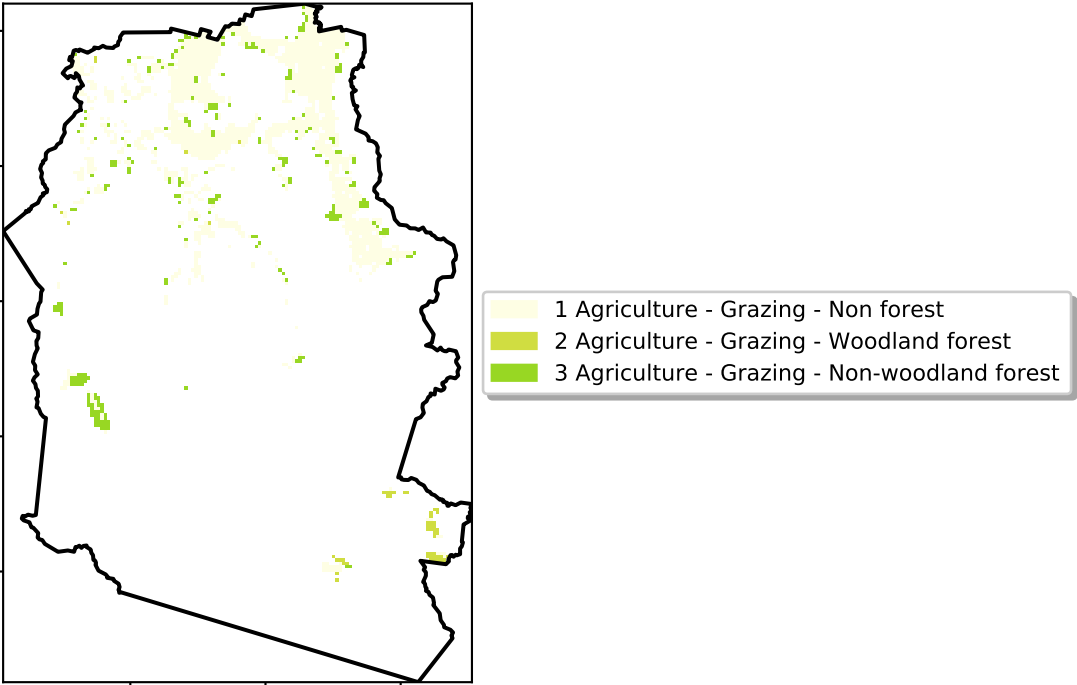 1 Agriculture - Grazing - Non forest
2 Agriculture - Grazing - Woodland forest
3 Agriculture - Grazing - Non-woodland forest